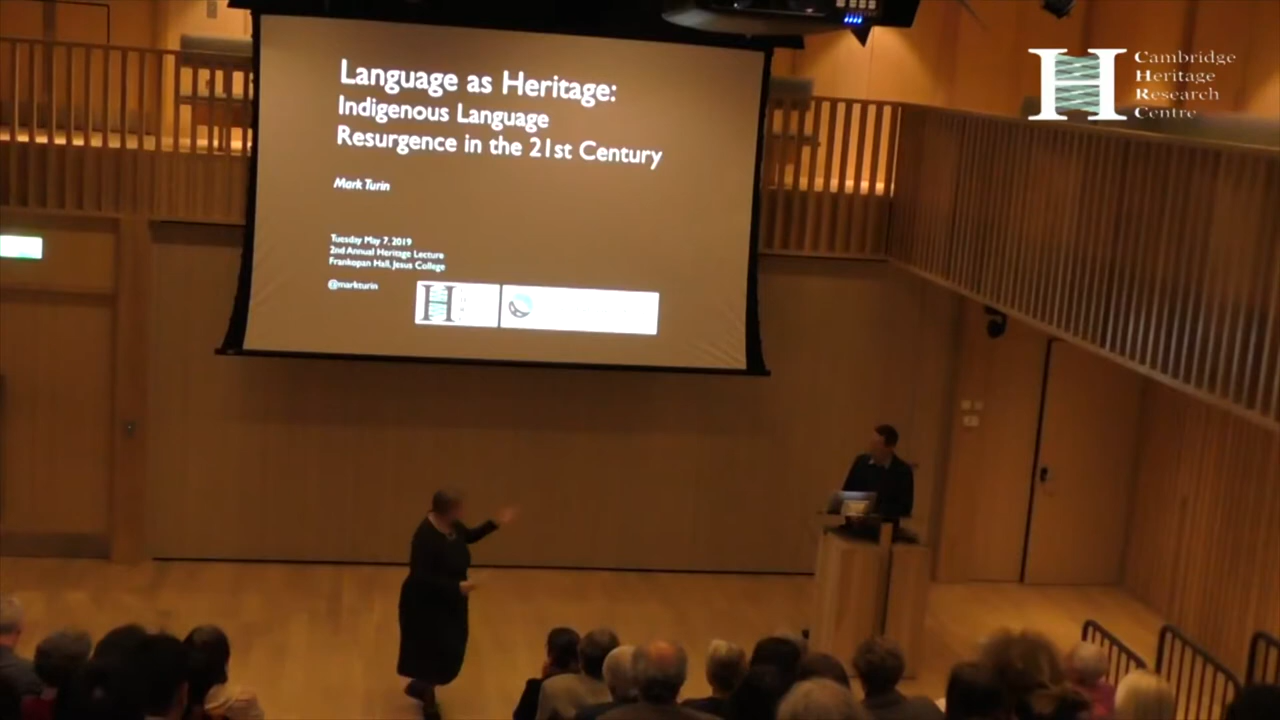 Language as Heritage:
Indigenous Language
Resurgence in the 21st Century
Mark Turin
Tuesday May 7, 2019
2nd Annual Heritage Lecture
Frankopan Hall, Jesus College
@markturin
H
H
Cambridge
Heritage
Research
Centre